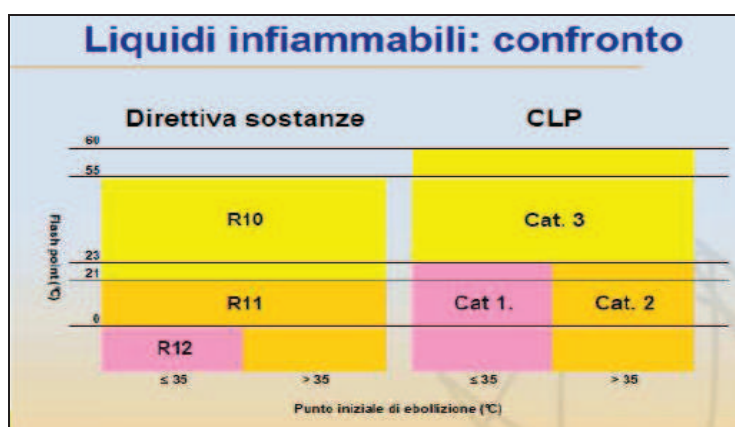 Liquidi infiammabili: confronto
Direttiva sostanze CLP
60
55
R10 Cat. 3
23
21
R11 Cat 1. Cat. 2
0
R12
≤ 35 > 35 ≤ 35 > 35
Flash point (°C)
Punto iniziale di ebollizione (°C)